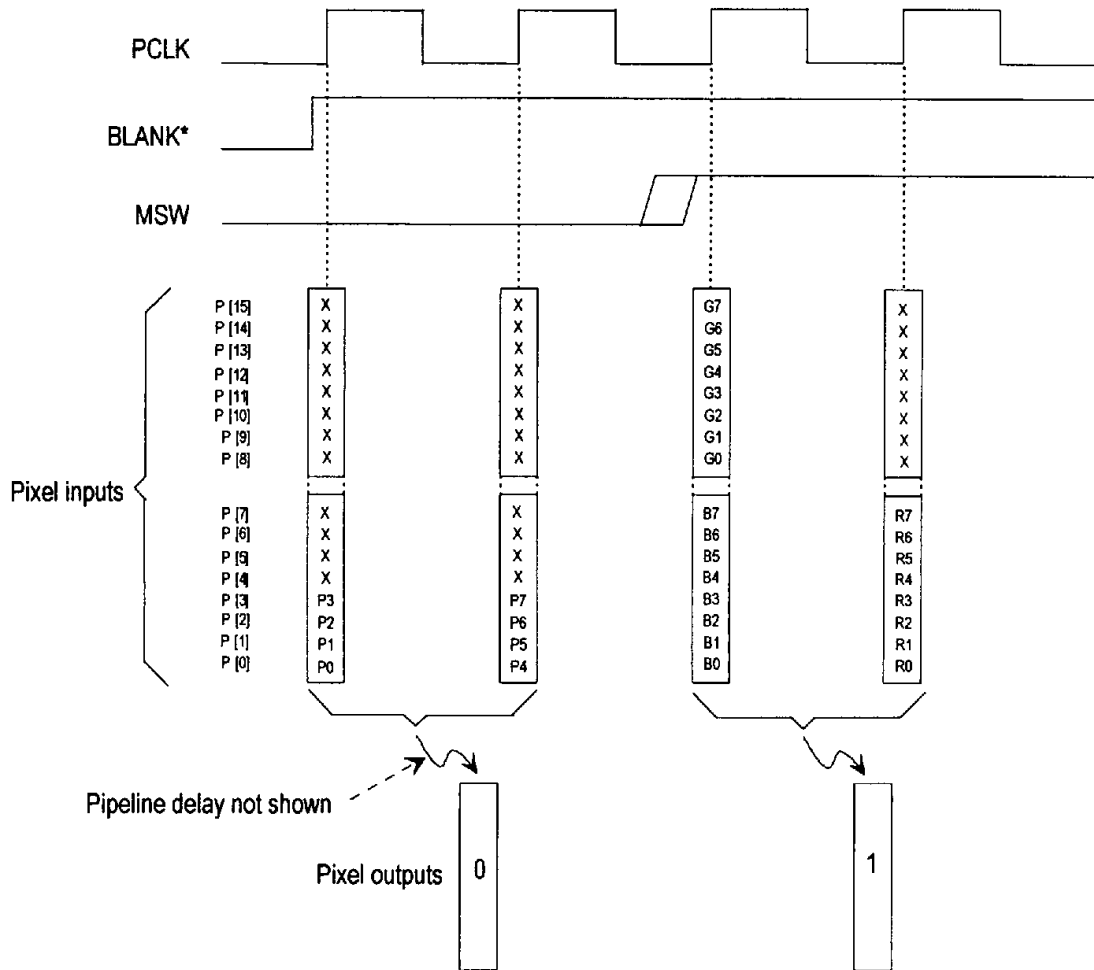 PCLK
BLANK*
MSW
P [15] X X G7 X
P [14] X X G6 X
P [13] X X G5 X
P [12] X X G4 X
P [11] X X G3 X
P [10] X X G2 X
P [9] X X G1 X
P [8] X X G0 X
Pixel inputs
P [7] X X B7 R7
P [6] X X B6 R6
P [5] X X B5 R5
P [4] X X B4 R4
P [3] P3 P7 B3 R3
P [2] P2 P6 B2 R2
P [1] P1 P5 B1 R1
P [0] P0 P4 B0 R0
Pipeline delay not shown
Pixel outputs 0 1